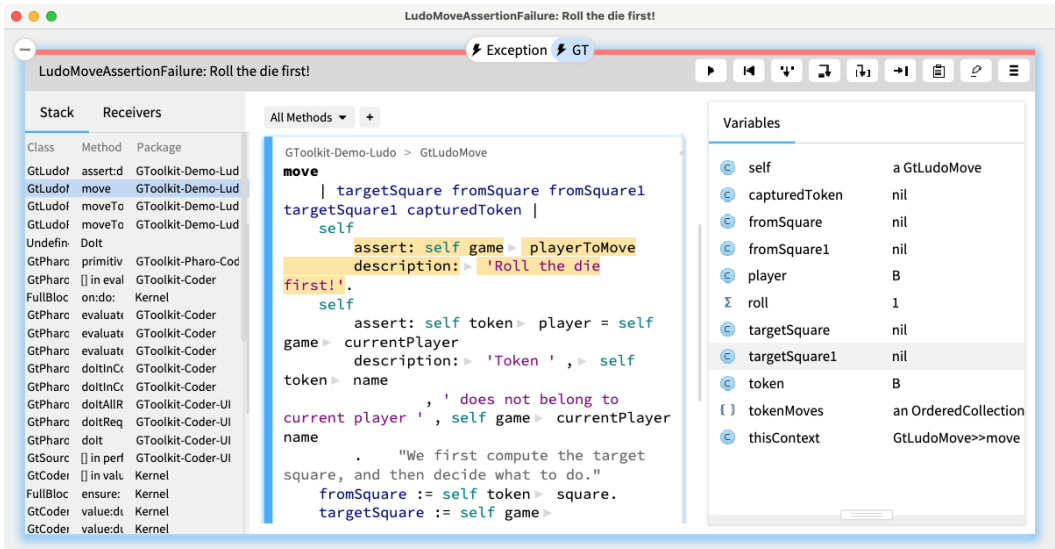 LudoMoveAssertionFailure: Roll the die first!
Exception GT
LudoMoveAssertionFailure: Roll the die first!
Stack Receivers
Class Method Package
GtLudoM assert:d GToolkit-Demo-Lud
GtLudoM move GToolkit-Demo-Lud
GtLudoM moveTo GToolkit-Demo-Lud
GtLudoR moveTo GToolkit-Demo-Lud
Undefin DoIt
GtPharo primitiv GToolkit-Pharo-Cod
GtPharo [] in eval GToolkit-Coder
FullBloc on:do: Kernel
GtPharo evaluate GToolkit-Coder
GtPharo evaluate GToolkit-Coder
GtPharo evaluate GToolkit-Coder
GtPharo doItInCo GToolkit-Coder
GtPharo doItInCo GToolkit-Coder
GtPharo doItAllR GToolkit-Coder-UI
GtPharo doItReq GToolkit-Coder-UI
GtPharo doIt GToolkit-Coder-UI
GtSourc [] in perf GToolkit-Coder-UI
GtCoder [] in valu Kernel
FullBloc ensure: Kernel
GtCoder value:du Kernel
GtCoder value:du Kernel
All Methods +
GToolkit-Demo-Ludo > GtLudoMove
move
| targetSquare fromSquare fromSquare1
targetSquare1 capturedToken |
self
assert: self game playerToMove
description: 'Roll the die
first!'.
self
assert: self token player = self
game currentPlayer
description: 'Token ' , self
token name
, ' does not belong to
current player ' , self game currentPlayer
name
. "We first compute the target
square, and then decide what to do."
fromSquare := self token square.
targetSquare := self game
Variables
self a GtLudoMove
capturedToken nil
fromSquare nil
fromSquare1 nil
player B
Σ roll 1
targetSquare nil
targetSquare1 nil
token B
tokenMoves an OrderedCollection
thisContext GtLudoMove>>move